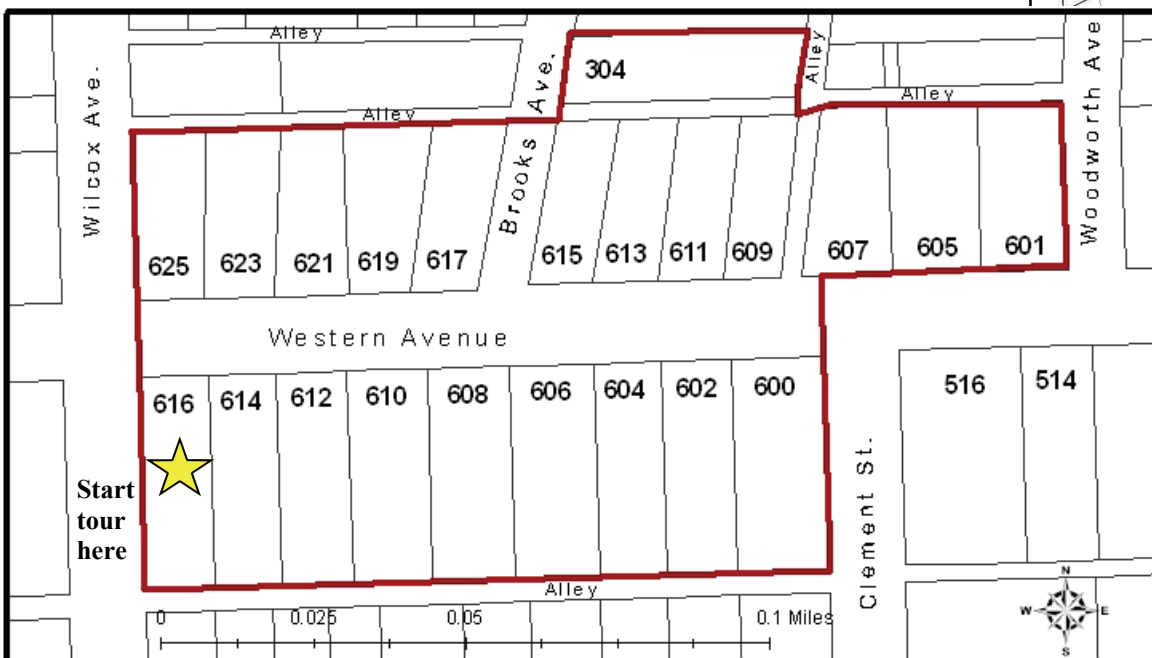 Alley
304
Alley
Alley
Alley
Wilcox Ave.
Brooks Ave.
Woodworth Ave
625
623
621
619
617
615
613
611
609
607
605
601
Western Avenue
616
614
612
610
608
606
604
602
600
516
514
Start
tour
here
Clement St.
Alley
0
0.025
0.05
0.1 Miles
N
W
E
S